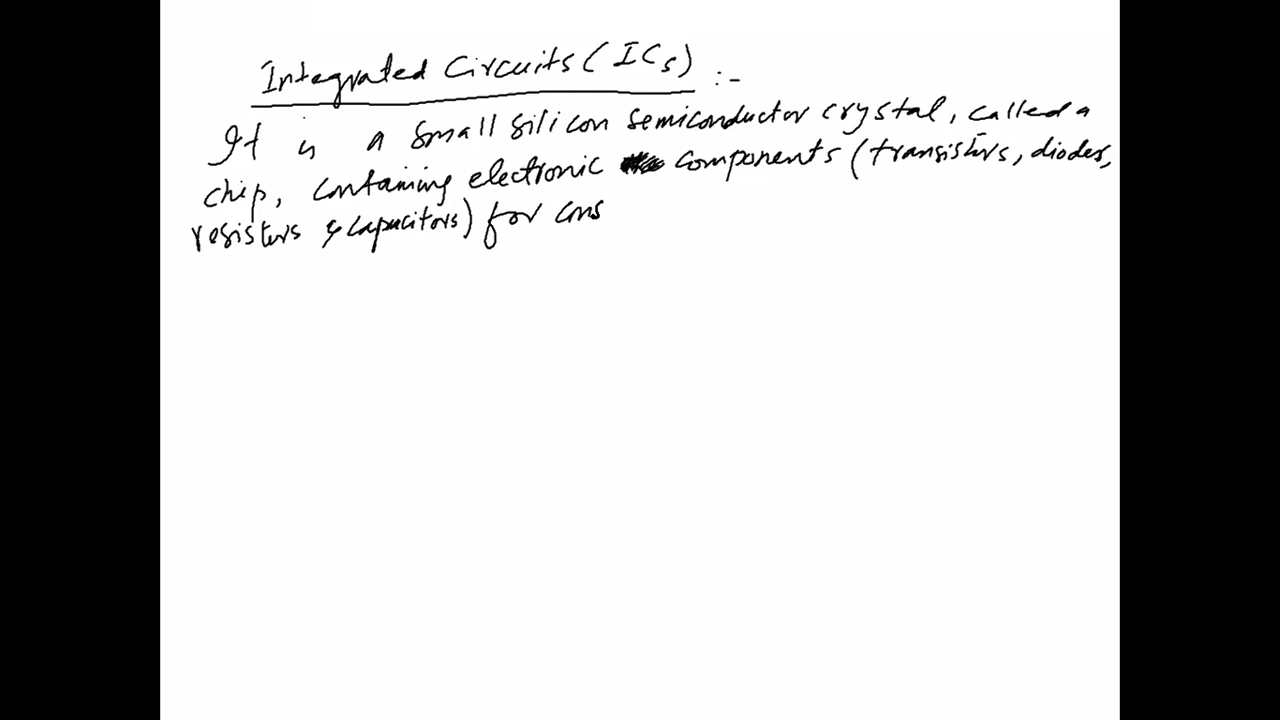 Integrated Circuits (ICs) :-
It is a small silicon semiconductor crystal, called a
chip, containing electronic components (transistors, diodes,
resistors & capacitors) for cons